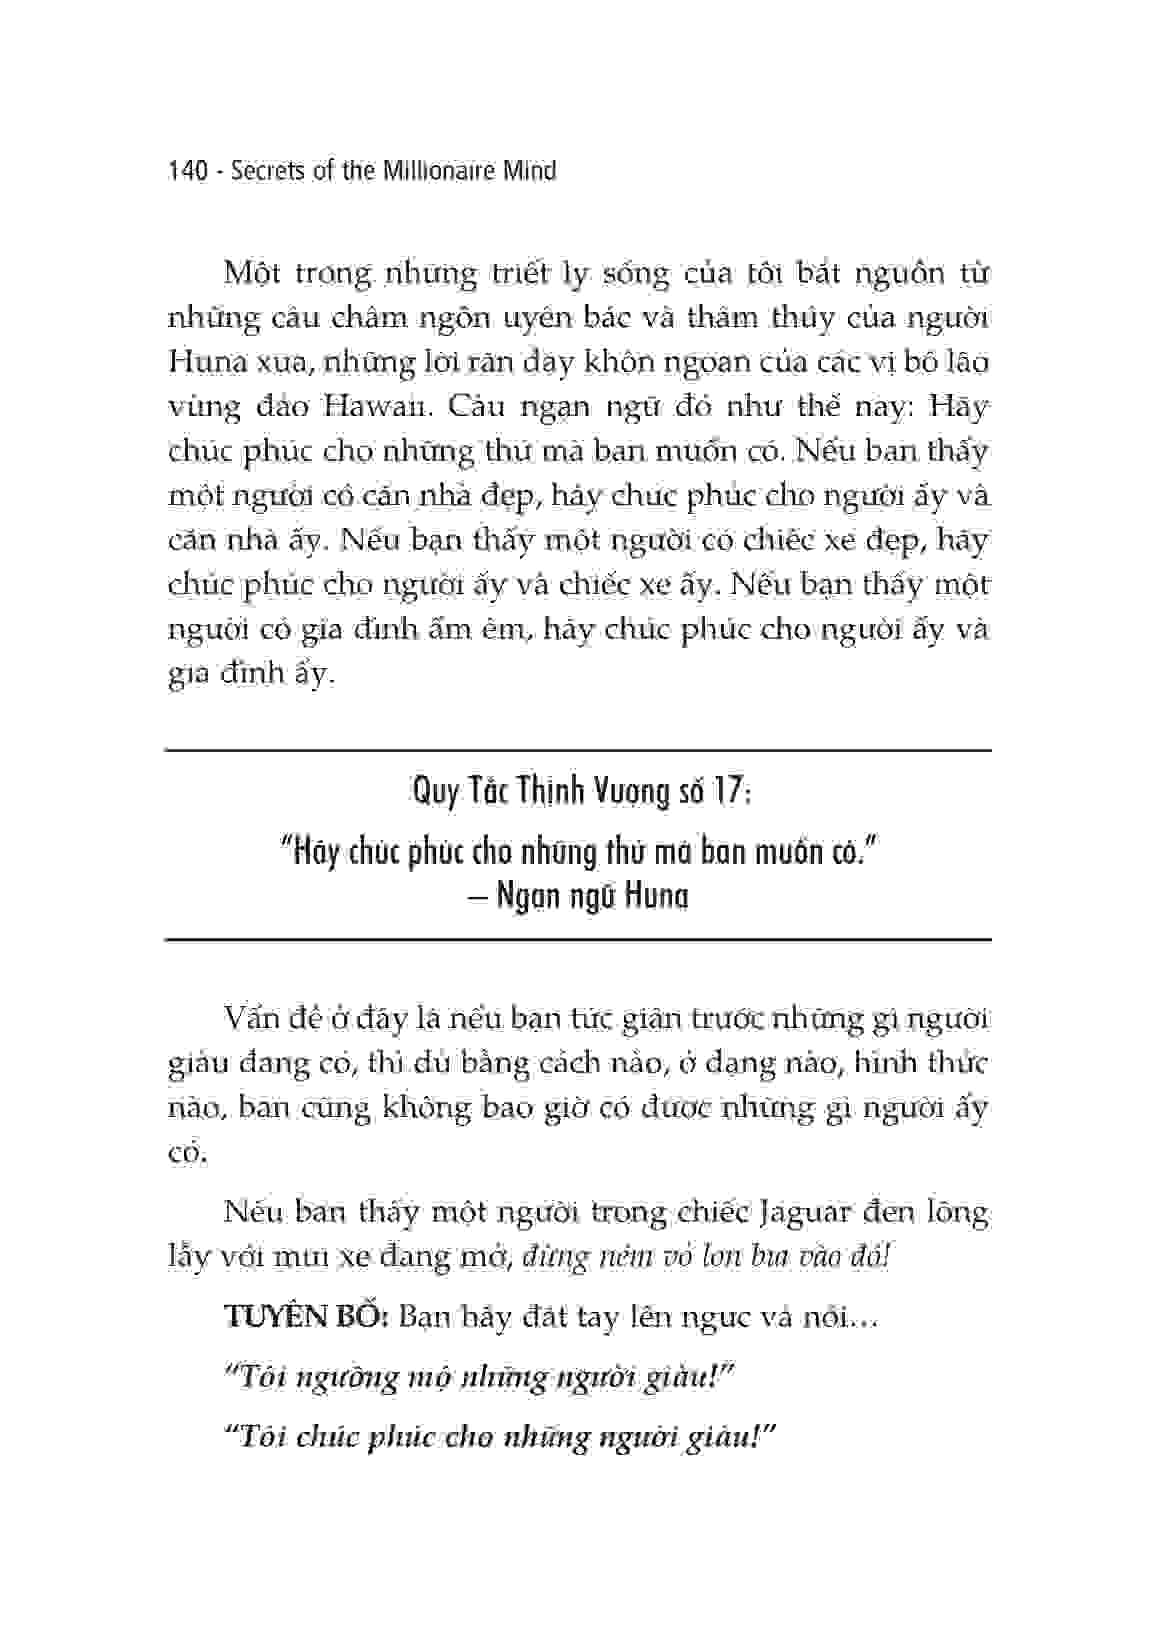 140 - Secrets of the Millionaire Mind
Một trong những triết lý sống của tôi bắt nguồn từ
những câu châm ngôn uyên bác và thâm thúy của người
Huna xưa, những lời răn dạy khôn ngoan của các vị bô lão
vùng đảo Hawaii. Câu ngạn ngữ đó như thế này: Hãy
chúc phúc cho những thứ mà bạn muốn có. Nếu bạn thấy
một người có căn nhà đẹp, hãy chúc phúc cho người ấy và
căn nhà ấy. Nếu bạn thấy một người có chiếc xe đẹp, hãy
chúc phúc cho người ấy và chiếc xe ấy. Nếu bạn thấy một
người có gia đình ấm êm, hãy chúc phúc cho người ấy và
gia đình ấy.
Quy Tắc Thịnh Vượng số 17:
“Hãy chúc phúc cho những thứ mà bạn muốn có.”
– Ngạn ngữ Huna
Vấn đề ở đây là nếu bạn tức giận trước những gì người
giàu đang có, thì dù bằng cách nào, ở dạng nào, hình thức
nào, bạn cũng không bao giờ có được những gì người ấy
có.
Nếu bạn thấy một người trong chiếc Jaguar đen lộng
lẫy với mui xe đang mở, đừng ném vỏ lon bia vào đó!
TUYÊN BỐ: Bạn hãy đặt tay lên ngực và nói...
“Tôi ngưỡng mộ những người giàu!”
“Tôi chúc phúc cho những người giàu!”